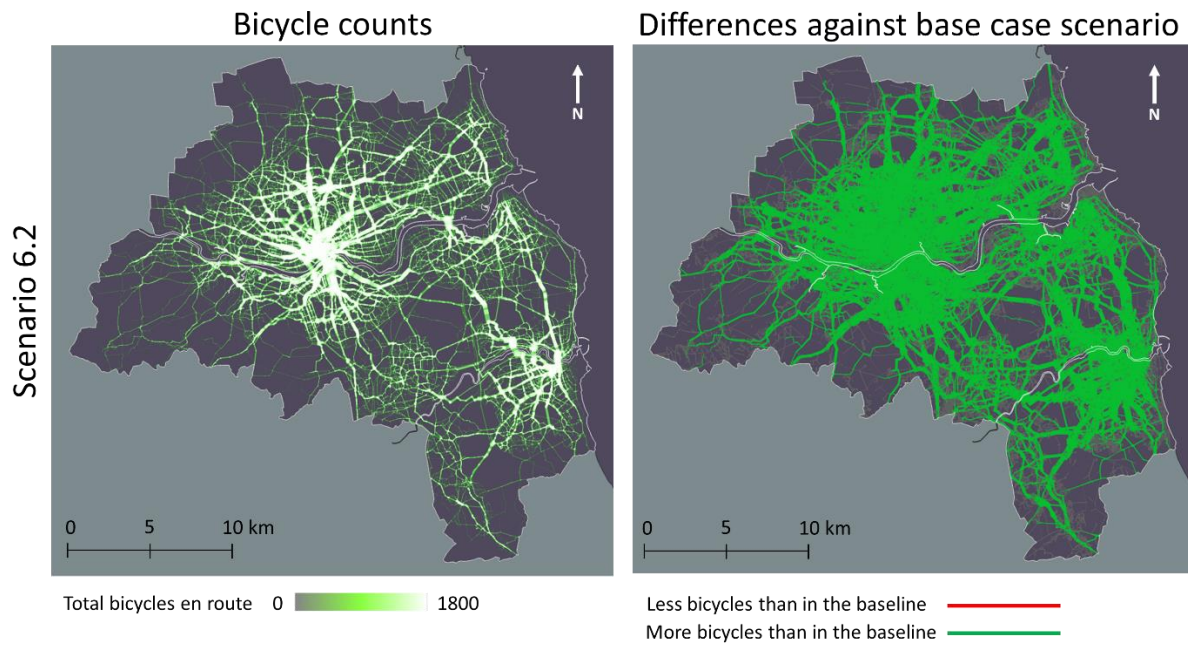 Bicycle counts
Differences against base case scenario
Scenario 6.2
N
N
0 5 10 km
0 5 10 km
Total bicycles en route 0 1800
Less bicycles than in the baseline
More bicycles than in the baseline